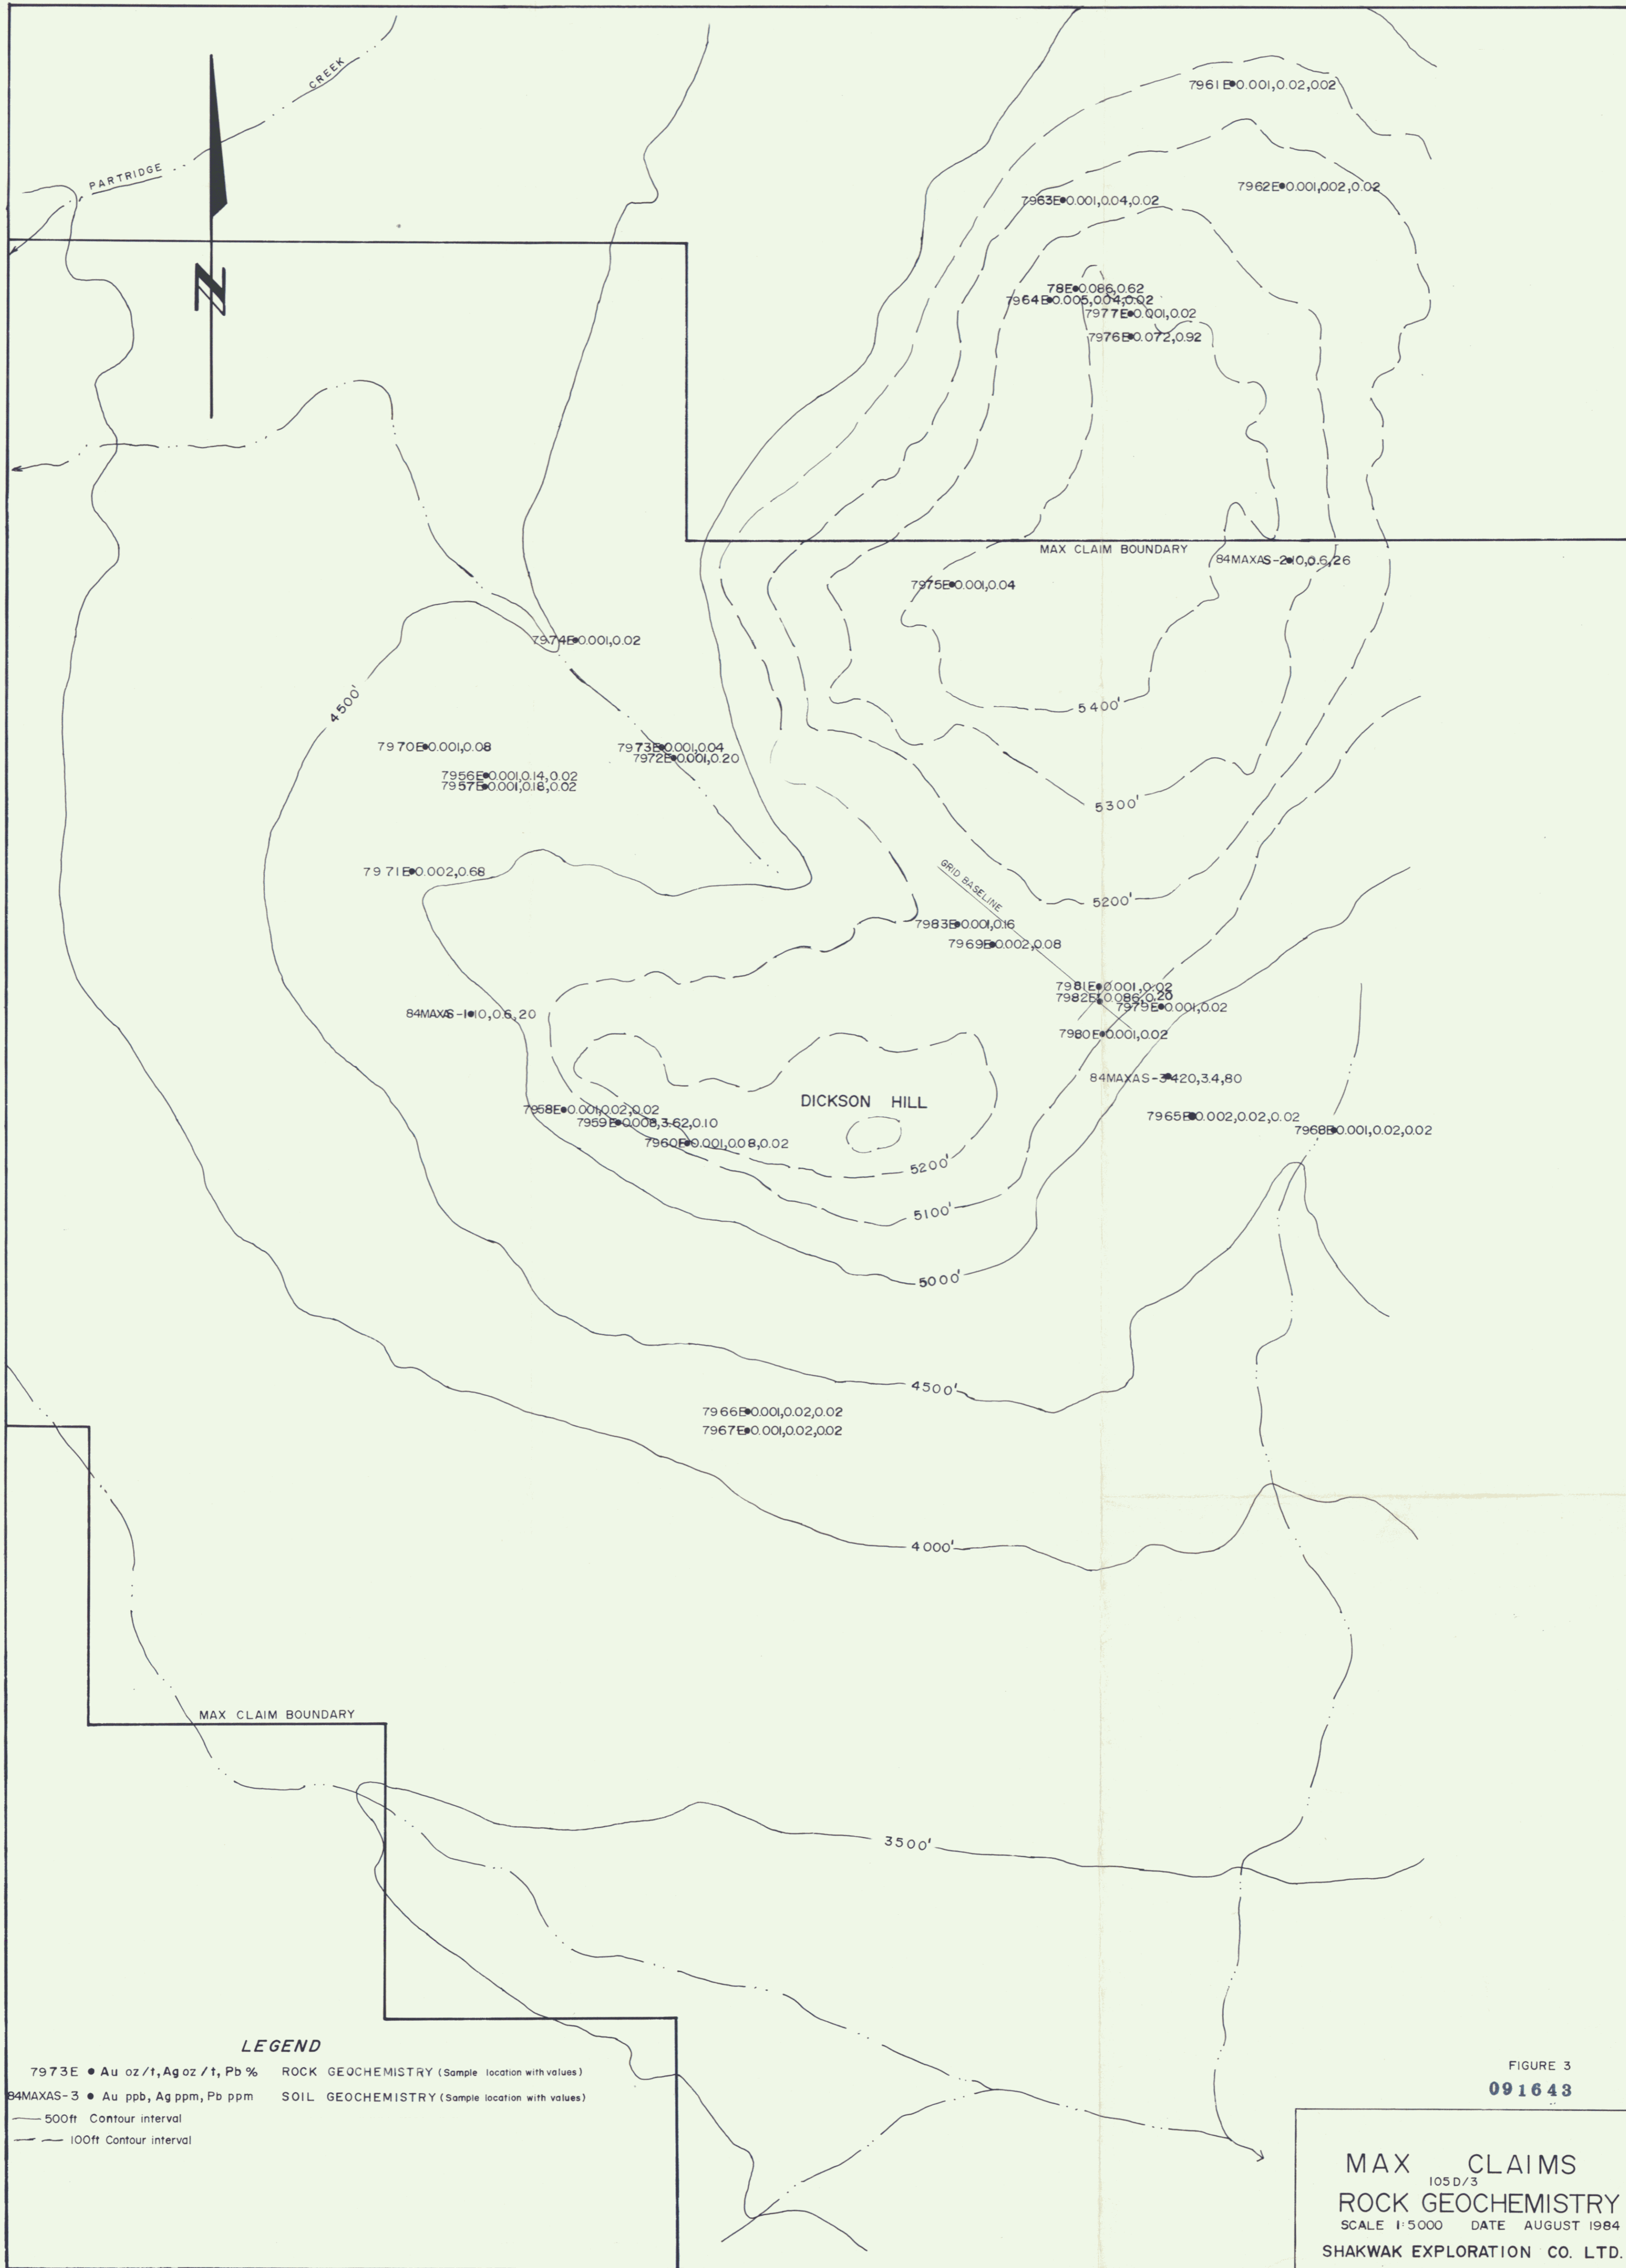 CREEK
PARTRIDGE
N
7961E 0.001,0.02,0.02
7962E 0.001,0.02,0.02
7963E 0.001,0.04,0.02
78E 0.086,0.62
7964E 0.005,0.04,0.02
7977E 0.001,0.02
7976E 0.072,0.92
MAX CLAIM BOUNDARY
84MAXAS-2 10,0.6,26
7975E 0.001,0.04
7974E 0.001,0.02
4500'
5400'
7970E 0.001,0.08
7973E 0.001,0.04
7972E 0.001,0.20
7956E 0.001,0.14,0.02
7957E 0.001,0.18,0.02
5300'
7971E 0.002,0.68
GRID BASELINE
5200'
7983E 0.001,0.16
7969E 0.002,0.08
7981E 0.001,0.02
7982E 0.086,0.20
7979E 0.001,0.02
84MAXAS-1 10,0.6,20
7980E 0.001,0.02
84MAXAS-3 420,3.4,80
DICKSON HILL
7958E 0.001,0.02,0.02
7959E 0.008,3.62,0.10
7965E 0.002,0.02,0.02
7968E 0.001,0.02,0.02
7960E 0.001,0.08,0.02
5200'
5100'
5000'
4500'
7966E 0.001,0.02,0.02
7967E 0.001,0.02,0.02
4000'
MAX CLAIM BOUNDARY
3500'
LEGEND
7973E ● Au oz/t, Ag oz/t, Pb % ROCK GEOCHEMISTRY (Sample location with values)
84MAXAS-3 ● Au ppb, Ag ppm, Pb ppm SOIL GEOCHEMISTRY (Sample location with values)
500ft Contour interval
100ft Contour interval
FIGURE 3
091643
MAX CLAIMS
105D/3
ROCK GEOCHEMISTRY
SCALE 1:5000 DATE AUGUST 1984
SHAKWAK EXPLORATION CO. LTD.